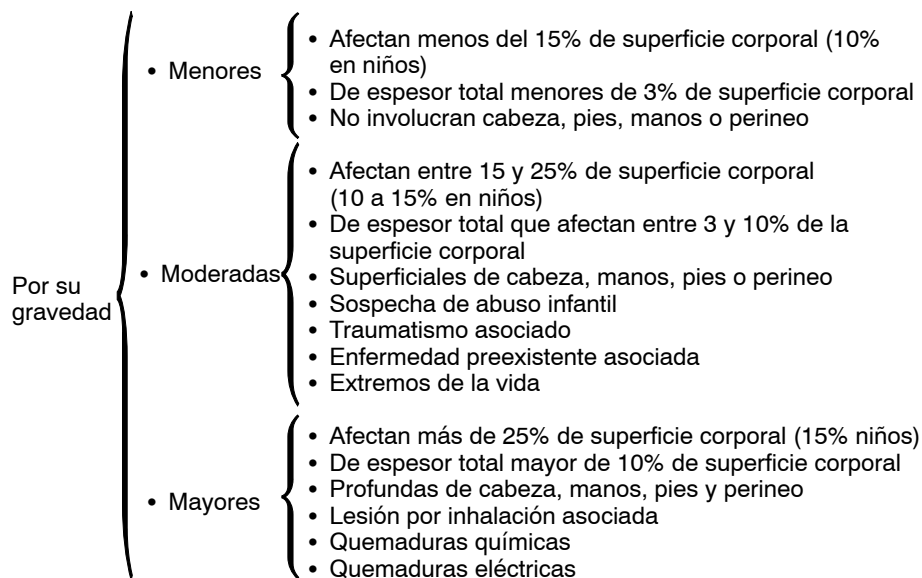 Por su
gravedad
• Menores
• Afectan menos del 15% de superficie corporal (10%
en niños)
• De espesor total menores de 3% de superficie corporal
• No involucran cabeza, pies, manos o perineo
• Moderadas
• Afectan entre 15 y 25% de superficie corporal
(10 a 15% en niños)
• De espesor total que afectan entre 3 y 10% de la
superficie corporal
• Superficiales de cabeza, manos, pies o perineo
• Sospecha de abuso infantil
• Traumatismo asociado
• Enfermedad preexistente asociada
• Extremos de la vida
• Mayores
• Afectan más de 25% de superficie corporal (15% niños)
• De espesor total mayor de 10% de superficie corporal
• Profundas de cabeza, manos, pies y perineo
• Lesión por inhalación asociada
• Quemaduras químicas
• Quemaduras eléctricas